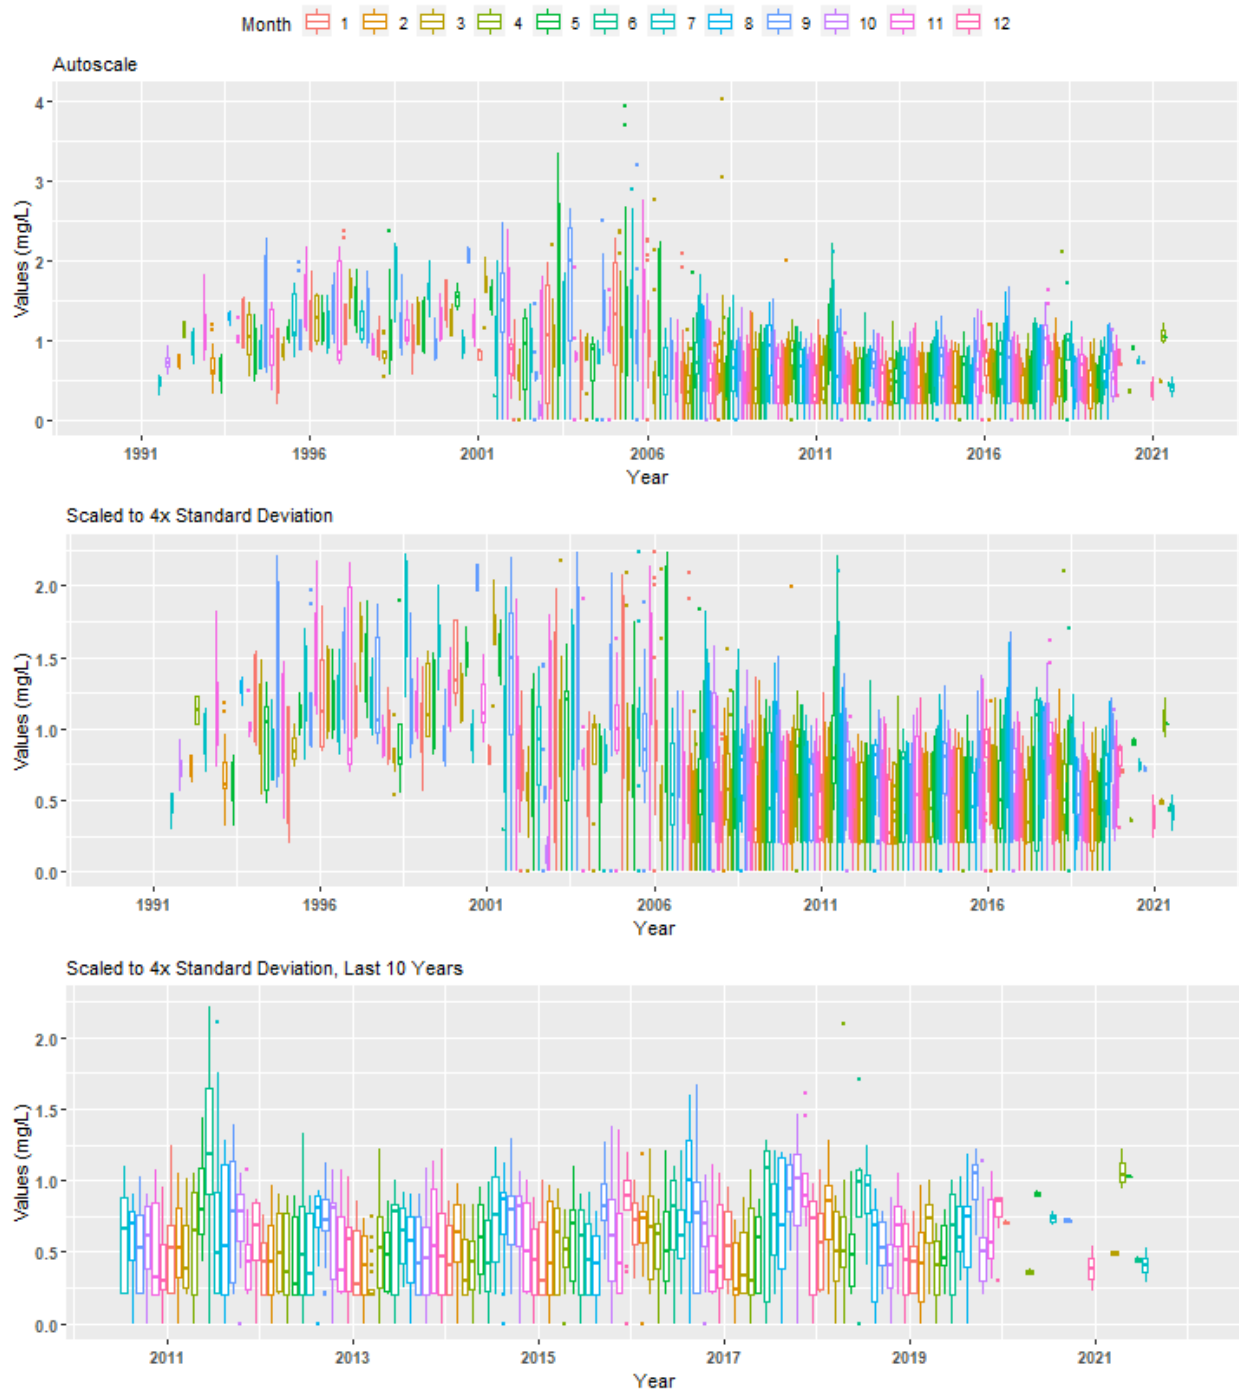 Month 1 2 3 4 5 6 7 8 9 10 11 12
Autoscale
Values (mg/L)
4
3
2
1
0
1991 1996 2001 2006 2011 2016 2021
Year
Scaled to 4x Standard Deviation
Values (mg/L)
2.0
1.5
1.0
0.5
0.0
1991 1996 2001 2006 2011 2016 2021
Year
Scaled to 4x Standard Deviation, Last 10 Years
Values (mg/L)
2.0
1.5
1.0
0.5
0.0
2011 2013 2015 2017 2019 2021
Year